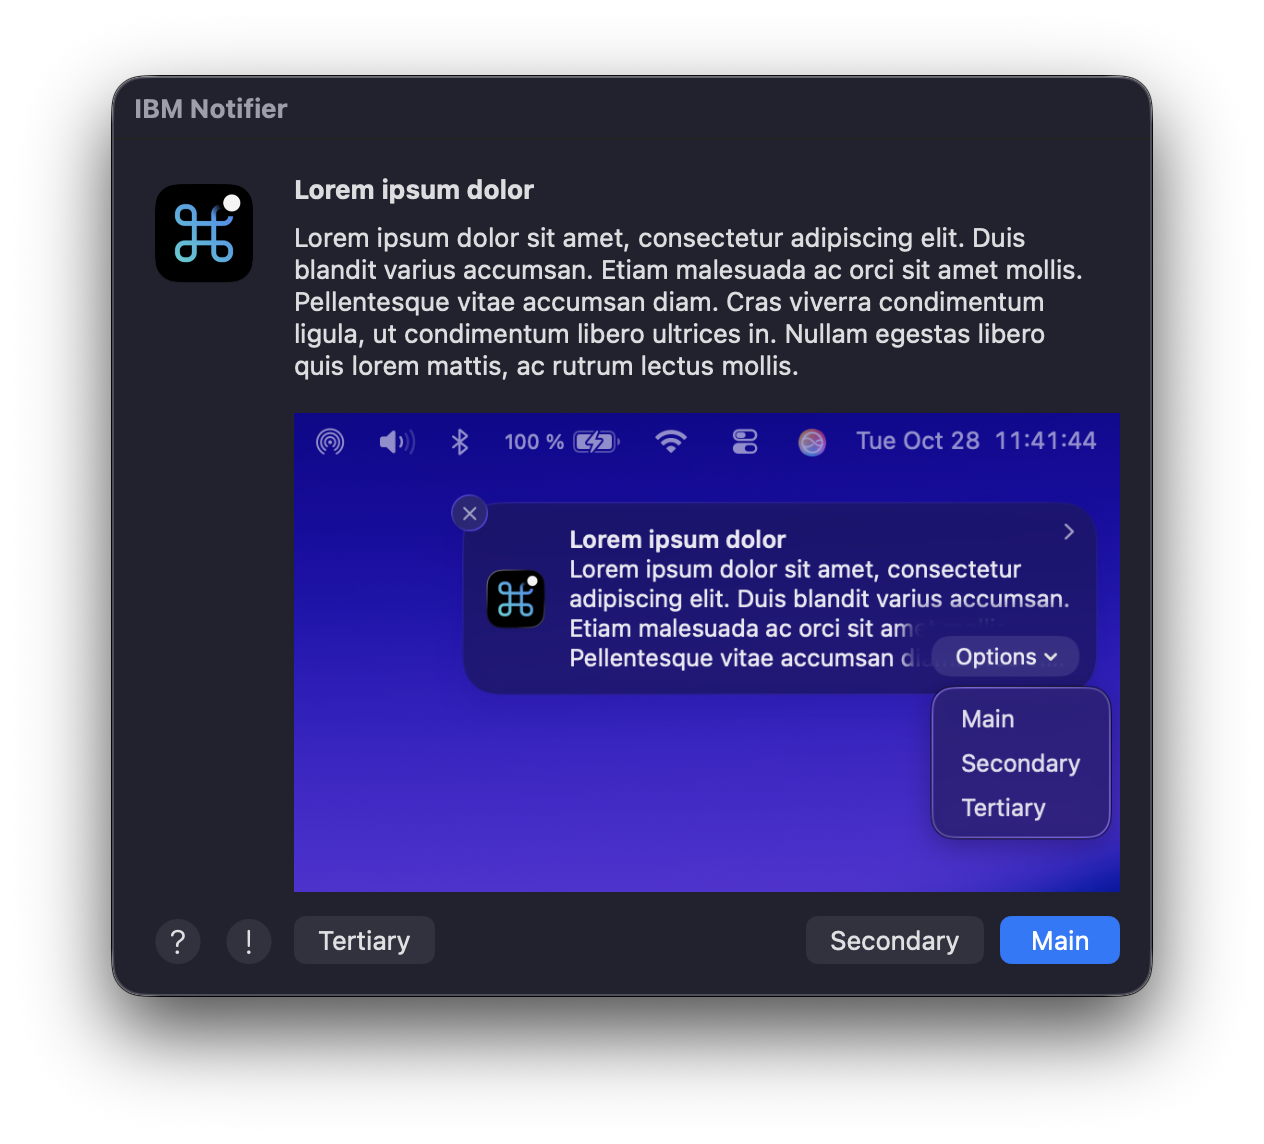 IBM Notifier
Lorem ipsum dolor
Lorem ipsum dolor sit amet, consectetur adipiscing elit. Duis
blandit varius accumsan. Etiam malesuada ac orci sit amet mollis.
Pellentesque vitae accumsan diam. Cras viverra condimentum
ligula, ut condimentum libero ultrices in. Nullam egestas libero
quis lorem mattis, ac rutrum lectus mollis.
100 % Tue Oct 28 11:41:44
Lorem ipsum dolor
Lorem ipsum dolor sit amet, consectetur
adipiscing elit. Duis blandit varius accumsan.
Etiam malesuada ac orci sit
Pellentesque vitae accumsan
Options
Main
Secondary
Tertiary
? ! Tertiary Secondary Main